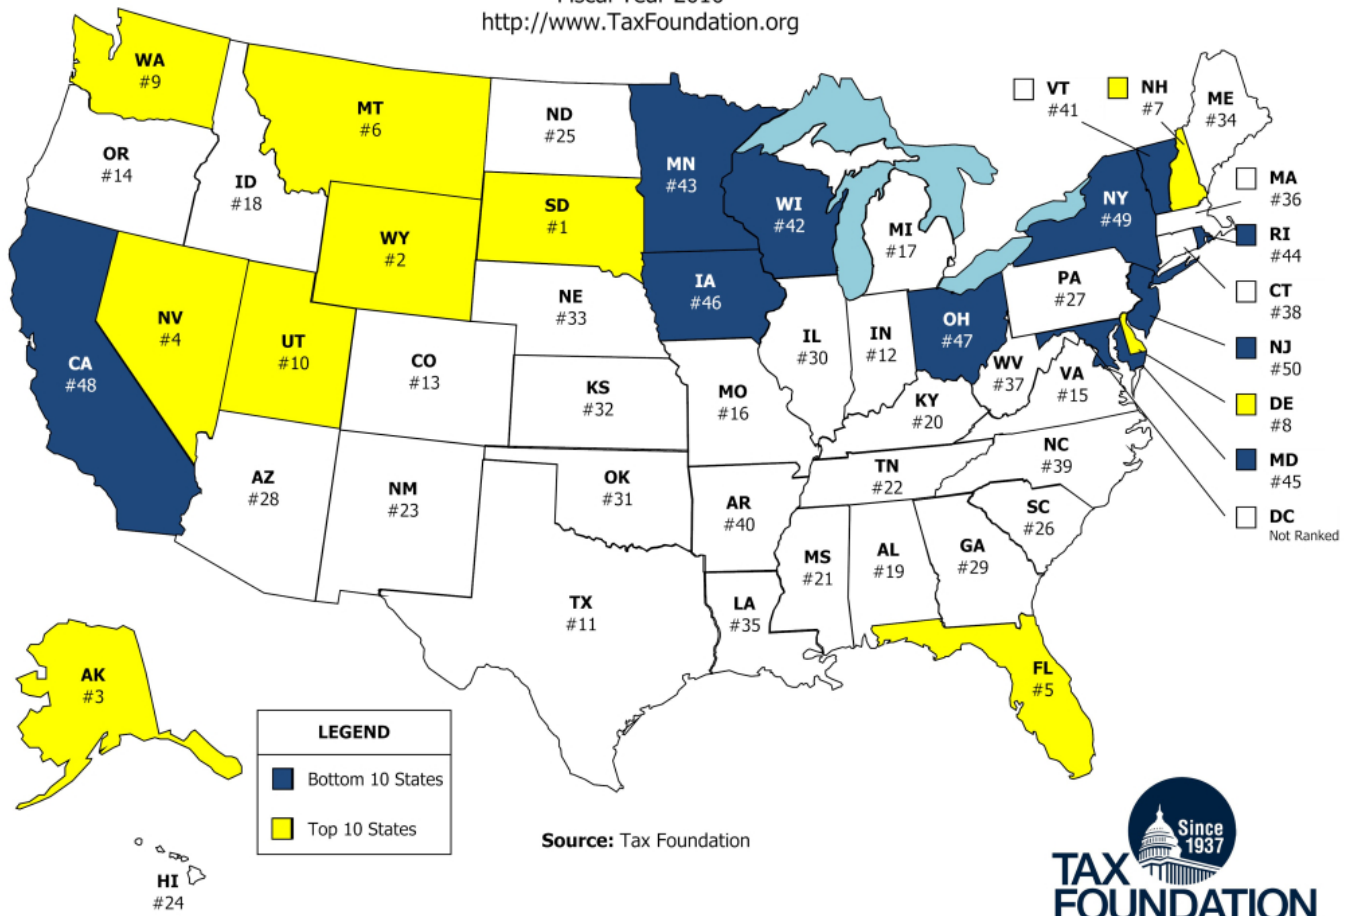 Fiscal Year 2010
http://www.TaxFoundation.org
WA
#9
MT
#6
ND
#25
MN
#43
VT
#41
NH
#7
ME
#34
OR
#14
ID
#18
WY
#2
SD
#1
WI
#42
MI
#17
NY
#49
MA
#36
RI
#44
CT
#38
NJ
#50
DE
#8
MD
#45
DC
Not Ranked
CA
#48
NV
#4
UT
#10
CO
#13
NE
#33
IA
#46
IL
#30
IN
#12
OH
#47
PA
#27
WV
#37
VA
#15
KS
#32
MO
#16
KY
#20
NC
#39
AZ
#28
NM
#23
OK
#31
AR
#40
TN
#22
SC
#26
TX
#11
LA
#35
MS
#21
AL
#19
GA
#29
FL
#5
AK
#3
HI
#24
LEGEND
Bottom 10 States
Top 10 States
Source: Tax Foundation
Since
1937
TAX
FOUNDATION